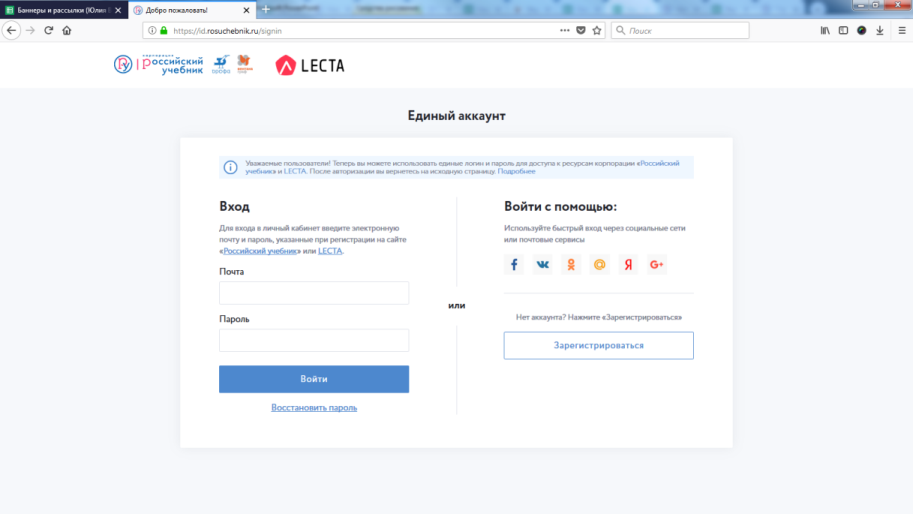 Баннеры и рассылки (Юлия
Добро пожаловать!
https://id.rosuchebnik.ru/signin
Поиск
корпорация
российский
учебник
дрофа
LECTA
Единый аккаунт
Уважаемые пользователи! Теперь вы можете использовать единые логин и пароль для доступа к ресурсам корпорации «Российский
учебник» и LECTA. После авторизации вы вернетесь на исходную страницу. Подробнее
Вход
Для входа в личный кабинет введите электронную
почту и пароль, указанные при регистрации на сайте
«Российский учебник» или LECTA.
Почта
Пароль
Войти
Восстановить пароль
или
Войти с помощью:
Используйте быстрый вход через социальные сети
или почтовые сервисы
Нет аккаунта? Нажмите «Зарегистрироваться»
Зарегистрироваться